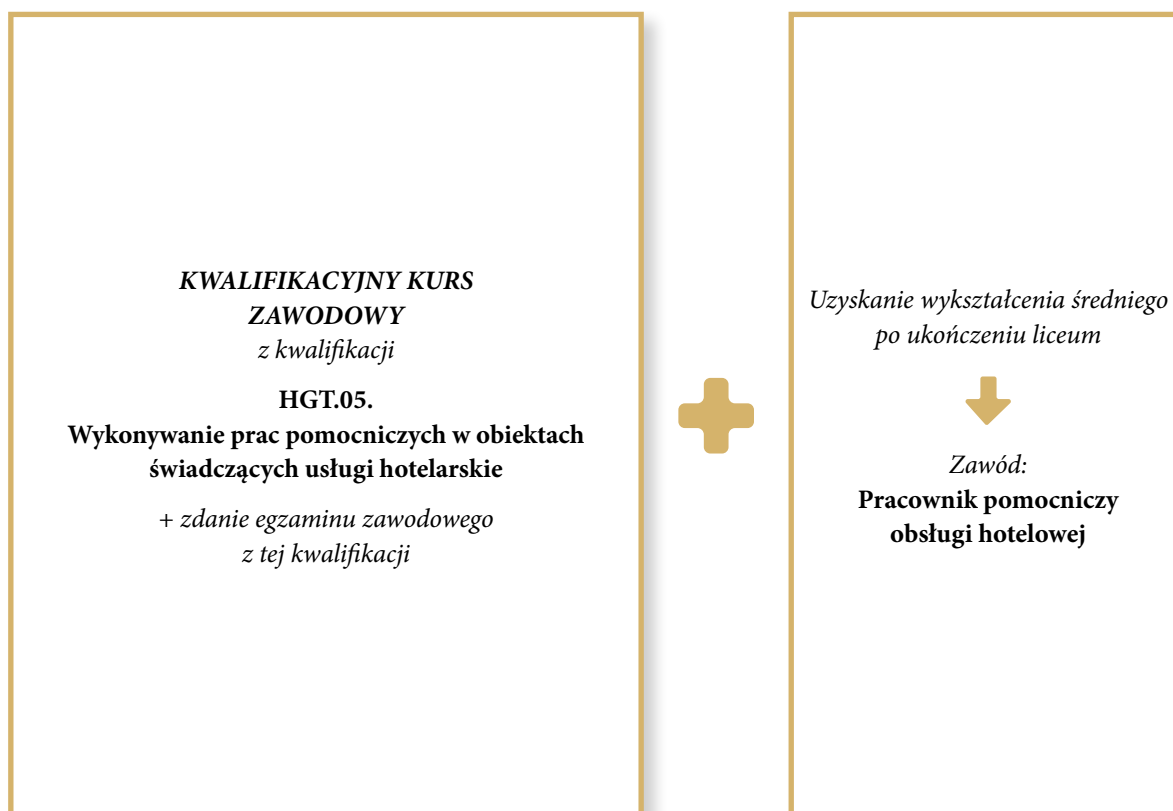 KWALIFIKACYJNY KURS
ZAWODOWY
z kwalifikacji
HGT.05.
Wykonywanie prac pomocniczych w obiektach
świadczących usługi hotelarskie
+ zdanie egzaminu zawodowego
z tej kwalifikacji
Uzyskanie wykształcenia średniego
po ukończeniu liceum
Zawód:
Pracownik pomocniczy
obsługi hotelowej